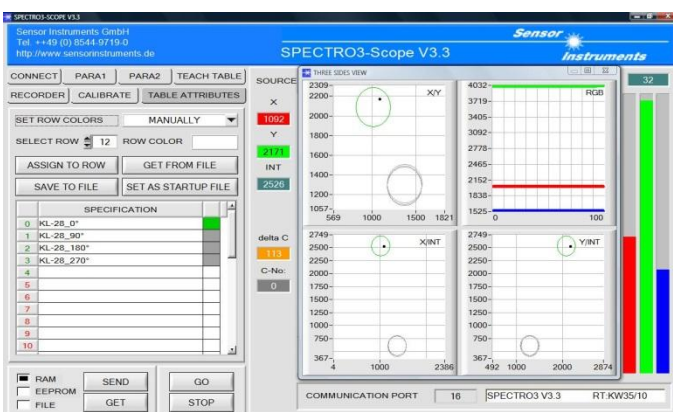 SPECTRO3-SCOPE V3.3
Sensor Instruments GmbH
Tel. ++49 (0) 8544-9719-0
http://www.sensorinstruments.de
SPECTRO3-Scope V3.3
Sensor
Instruments
CONNECT PARA1 PARA2 TEACH TABLE
RECORDER CALIBRATE TABLE ATTRIBUTES
SET ROW COLORS MANUALLY
SELECT ROW 12 ROW COLOR
ASSIGN TO ROW GET FROM FILE
SAVE TO FILE SET AS STARTUP FILE
SPECIFICATION
0 KL-28_0°
1 KL-28_90°
2 KL-28_180°
3 KL-28_270°
4
5
6
7
8
9
10
RAM
EEPROM
FILE
SEND GO
GET STOP
SOURCE
X
1092
Y
2171
INT
2526
delta C
113
C-No:
0
THREE SIDES VIEW
X/Y
2309
2200
2000
1800
1600
1400
1200
1057
569 1000 1500 1821
RGB
4032
3719
3405
3092
2778
2465
2152
1838
1525
0 100
X/INT
2749
2500
2250
2000
1750
1500
1250
1000
750
367
4 1000 2386
Y/INT
2749
2500
2250
2000
1750
1500
1250
1000
750
367
492 1000 2000 2874
32
COMMUNICATION PORT 16 SPECTRO3 V3.3 RT:KW35/10